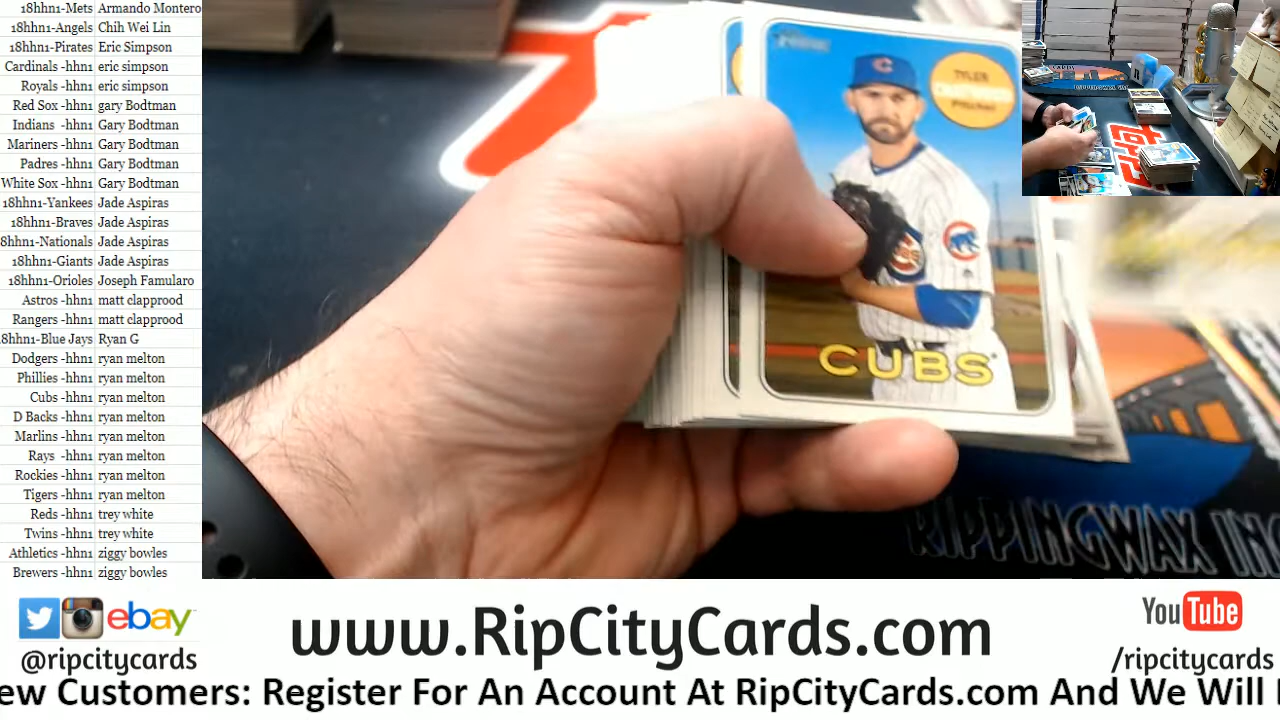 18hhn1-Mets Armando Montero
18hhn1-Angels Chih Wei Lin
18hhn1-Pirates Eric Simpson
Cardinals -hhn1 eric simpson
Royals -hhn1 eric simpson
Red Sox -hhn1 gary Bodtman
Indians -hhn1 Gary Bodtman
Mariners -hhn1 Gary Bodtman
Padres -hhn1 Gary Bodtman
White Sox -hhn1 Gary Bodtman
18hhn1-Yankees Jade Aspiras
18hhn1-Braves Jade Aspiras
8hhn1-Nationals Jade Aspiras
18hhn1-Giants Jade Aspiras
18hhn1-Orioles Joseph Famularo
Astros -hhn1 matt clapprood
Rangers -hhn1 matt clapprood
8hhn1-Blue Jays Ryan G
Dodgers -hhn1 ryan melton
Phillies -hhn1 ryan melton
Cubs -hhn1 ryan melton
D Backs -hhn1 ryan melton
Marlins -hhn1 ryan melton
Rays -hhn1 ryan melton
Rockies -hhn1 ryan melton
Tigers -hhn1 ryan melton
Reds -hhn1 trey white
Twins -hhn1 trey white
Athletics -hhn1 ziggy bowles
Brewers -hhn1 ziggy bowles
TYLER
C
CUBS
CUBS
RIPPINGWAX INC
topps
ebay
@ripcitycards
www.RipCityCards.com
YouTube
/ripcitycards
ew Customers: Register For An Account At RipCityCards.com And We Will